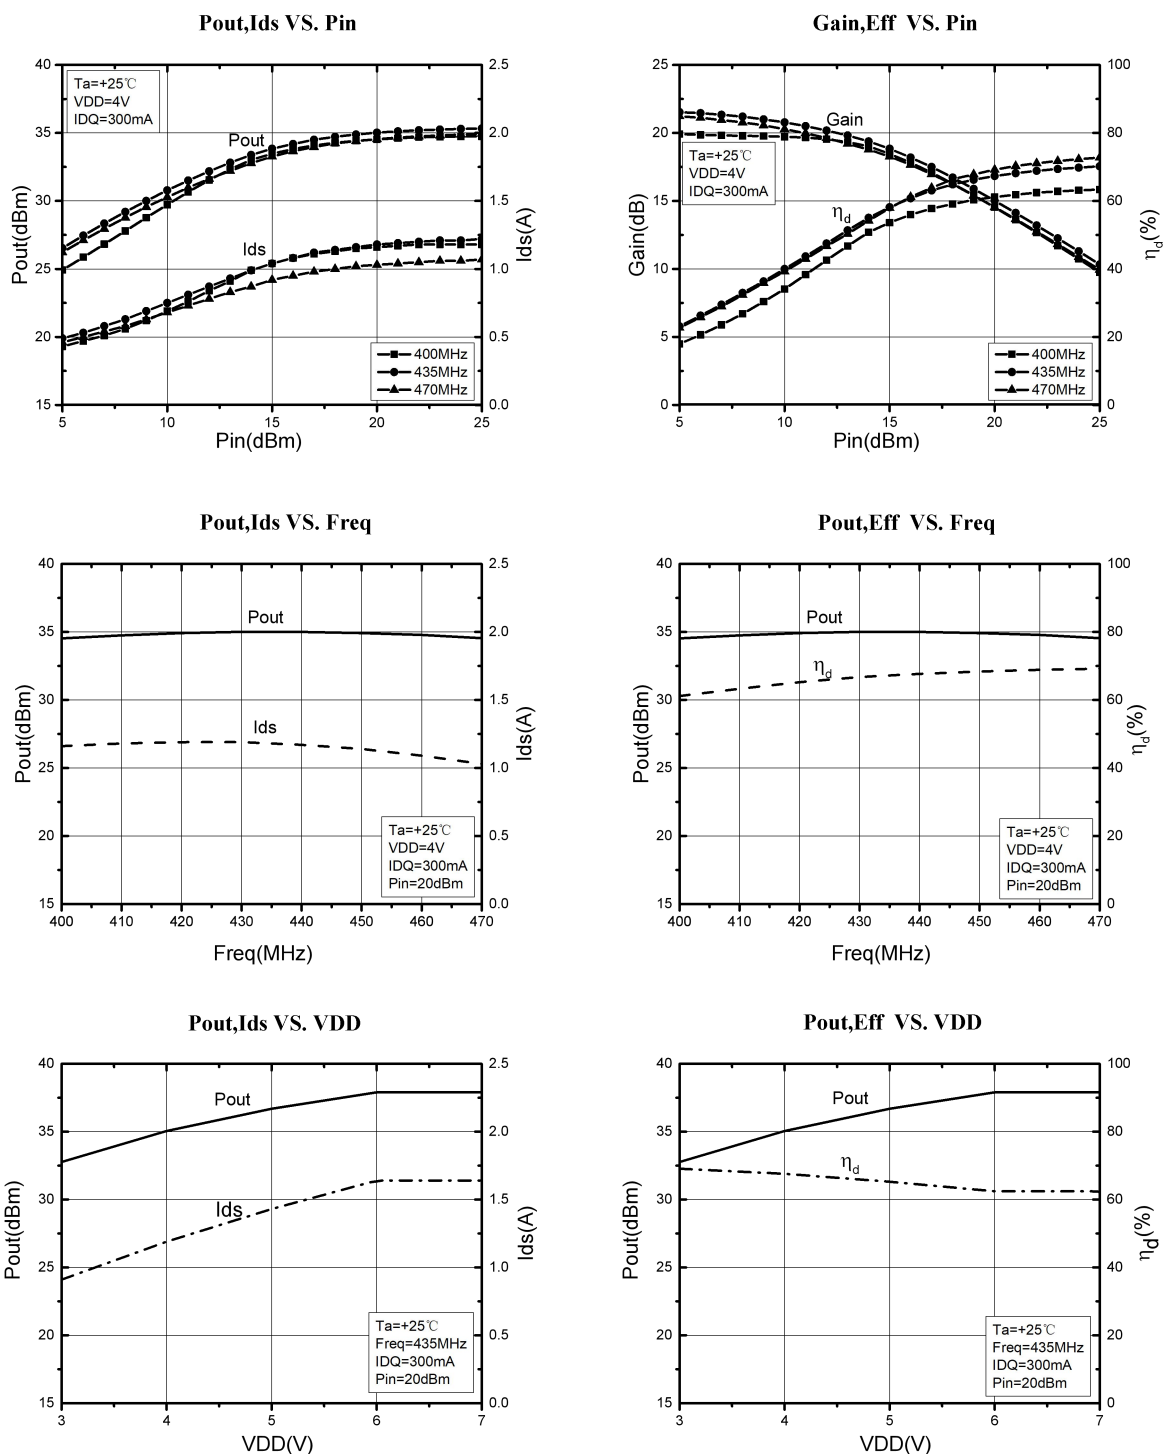 Pout,Ids VS. Pin
40
35
30
25
20
15
Pout(dBm)
2.5
2.0
1.5
1.0
0.5
0.0
Ids(A)
Ta=+25℃
VDD=4V
IDQ=300mA
Pout
Ids
400MHz
435MHz
470MHz
5
10
15
20
25
Pin(dBm)
Gain,Eff VS. Pin
25
20
15
10
5
0
Gain(dB)
100
80
60
40
20
0
ηd(%)
Ta=+25℃
VDD=4V
IDQ=300mA
Gain
ηd
400MHz
435MHz
470MHz
5
10
15
20
25
Pin(dBm)
Pout,Ids VS. Freq
40
35
30
25
20
15
Pout(dBm)
2.5
2.0
1.5
1.0
0.5
0.0
Ids(A)
Pout
Ids
Ta=+25℃
VDD=4V
IDQ=300mA
Pin=20dBm
400
410
420
430
440
450
460
470
Freq(MHz)
Pout,Eff VS. Freq
40
35
30
25
20
15
Pout(dBm)
100
80
60
40
20
0
ηd(%)
Pout
ηd
Ta=+25℃
VDD=4V
IDQ=300mA
Pin=20dBm
400
410
420
430
440
450
460
470
Freq(MHz)
Pout,Ids VS. VDD
40
35
30
25
20
15
Pout(dBm)
2.5
2.0
1.5
1.0
0.5
0.0
Ids(A)
Pout
Ids
Ta=+25℃
Freq=435MHz
IDQ=300mA
Pin=20dBm
3
4
5
6
7
VDD(V)
Pout,Eff VS. VDD
40
35
30
25
20
15
Pout(dBm)
100
80
60
40
20
0
ηd(%)
Pout
ηd
Ta=+25℃
Freq=435MHz
IDQ=300mA
Pin=20dBm
3
4
5
6
7
VDD(V)